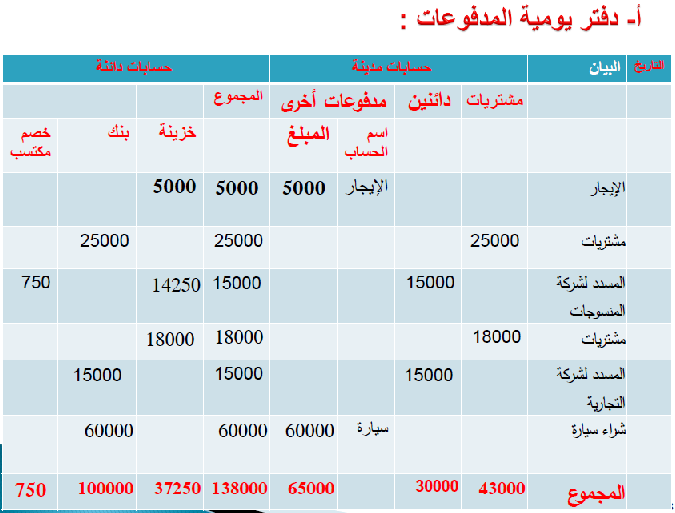 أ- دفتر يومية المدفوعات :
التاريخ البيان حسابات مدينة حسابات دائنة
مشتريات دائنين مدفوعات أخرى المجموع
اسم الحساب المبلغ خزينة بنك خصم مكتسب
الإيجار الإيجار 5000 5000 5000
مشتريات 25000 25000 25000
المسدد لشركة المنسوجات 15000 15000 14250 750
مشتريات 18000 18000 18000
المسدد لشركة التجارية 15000 15000 15000
شراء سيارة سيارة 60000 60000 60000
المجموع 43000 30000 65000 138000 37250 100000 750